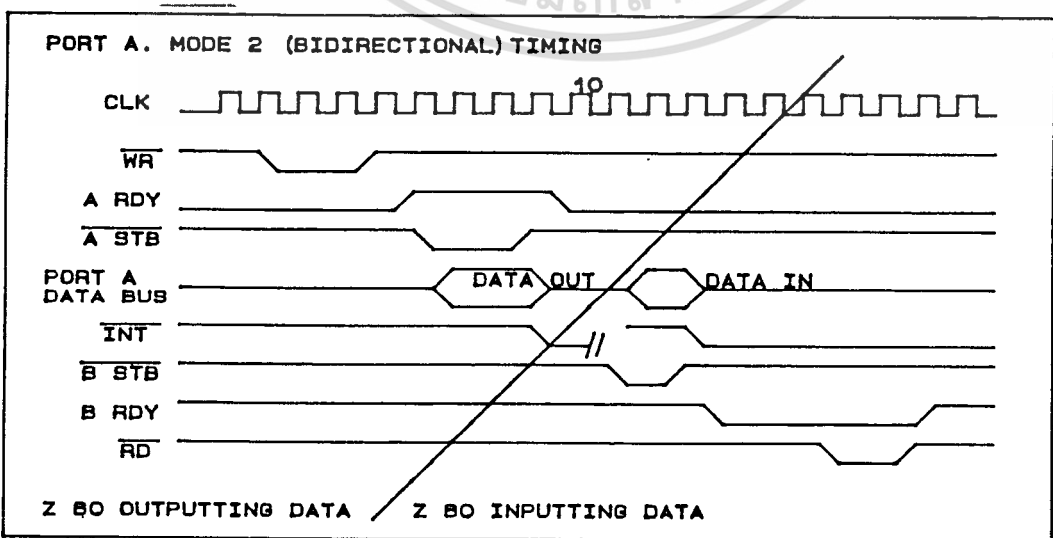 PORT A. MODE 2 (BIDIRECTIONAL) TIMING
10
CLK
WR
A RDY
A STB
PORT A
DATA BUS
DATA OUT
DATA IN
INT
B STB
B RDY
RD
Z 80 OUTPUTTING DATA
Z 80 INPUTTING DATA